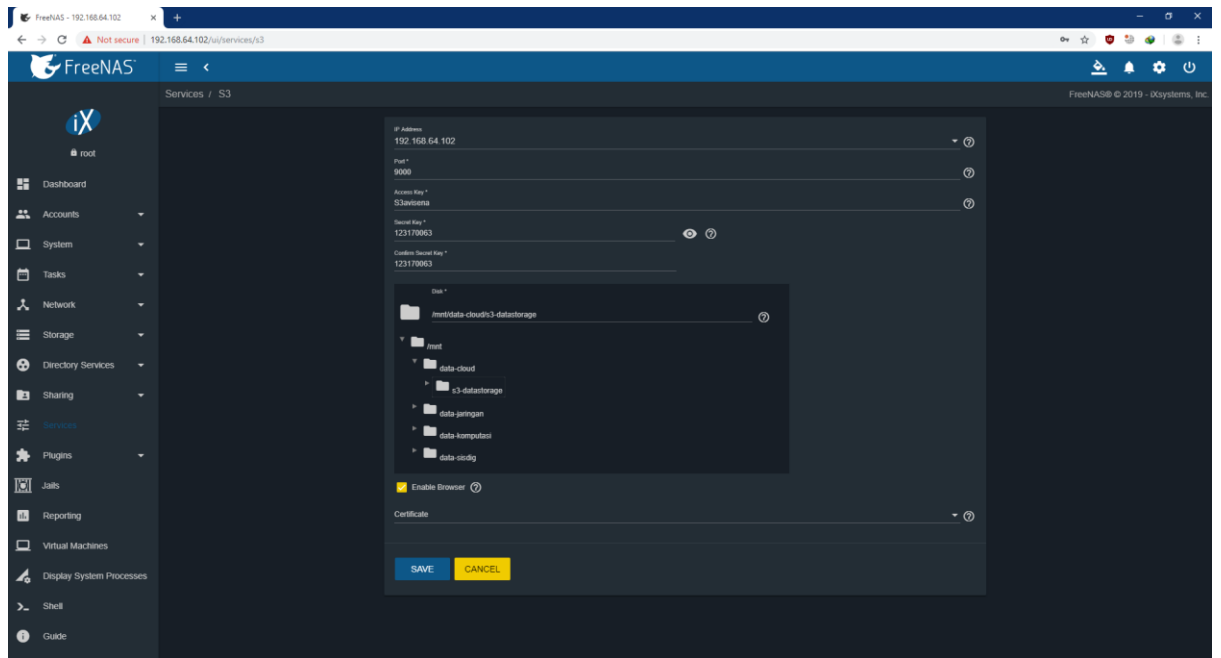 FreeNAS - 192.168.64.102
Not secure | 192.168.64.102/ui/services/s3
FreeNAS®
Services / S3
FreeNAS® © 2019 - iXsystems, Inc.
iX
root
Dashboard
Accounts
System
Tasks
Network
Storage
Directory Services
Sharing
Services
Plugins
Jails
Reporting
Virtual Machines
Display System Processes
Shell
Guide
IP Address
192.168.64.102
Port *
9000
Access Key *
S3avisena
Secret Key *
123170063
Confirm Secret Key *
123170063
Disk *
/mnt/data-cloud/s3-datastorage
/mnt
data-cloud
s3-datastorage
data-jaringan
data-komputasi
data-sisdig
Enable Browser
Certificate
SAVE
CANCEL